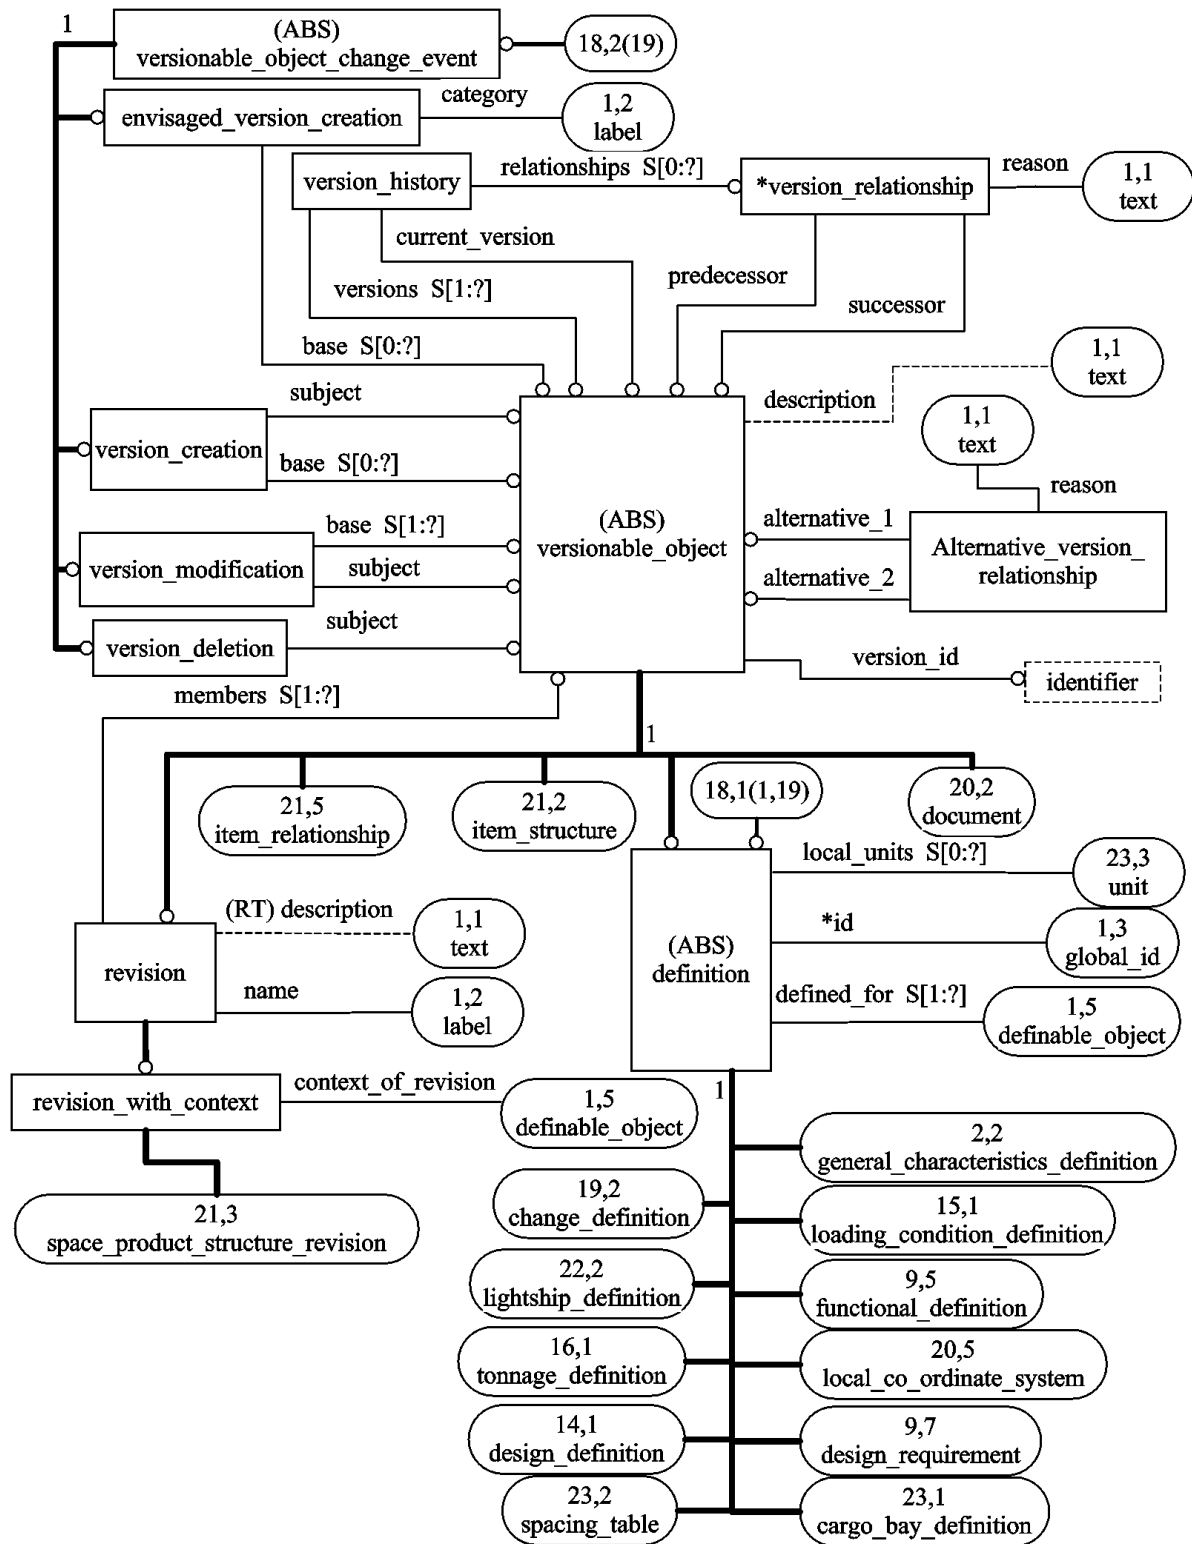 1
(ABS)
versionable_object_change_event
18,2(19)
category
envisaged_version_creation
1,2
label
version_history
relationships S[0:?]
*version_relationship
reason
1,1
text
current_version
predecessor
versions S[1:?]
successor
base S[0:?]
1,1
text
subject
description
1,1
text
version_creation
base S[0:?]
reason
(ABS)
versionable_object
base S[1:?]
alternative_1
Alternative_version_
relationship
version_modification
subject
alternative_2
subject
version_deletion
version_id
identifier
members S[1:?]
1
21,5
item_relationship
21,2
item_structure
18,1(1,19)
20,2
document
local_units S[0:?]
23,3
unit
(RT) description
1,1
text
*id
1,3
global_id
revision
(ABS)
definition
name
1,2
label
defined_for S[1:?]
1,5
definable_object
1
revision_with_context
context_of_revision
1,5
definable_object
2,2
general_characteristics_definition
19,2
change_definition
15,1
loading_condition_definition
21,3
space_product_structure_revision
22,2
lightship_definition
9,5
functional_definition
16,1
tonnage_definition
20,5
local_co_ordinate_system
14,1
design_definition
9,7
design_requirement
23,2
spacing_table
23,1
cargo_bay_definition